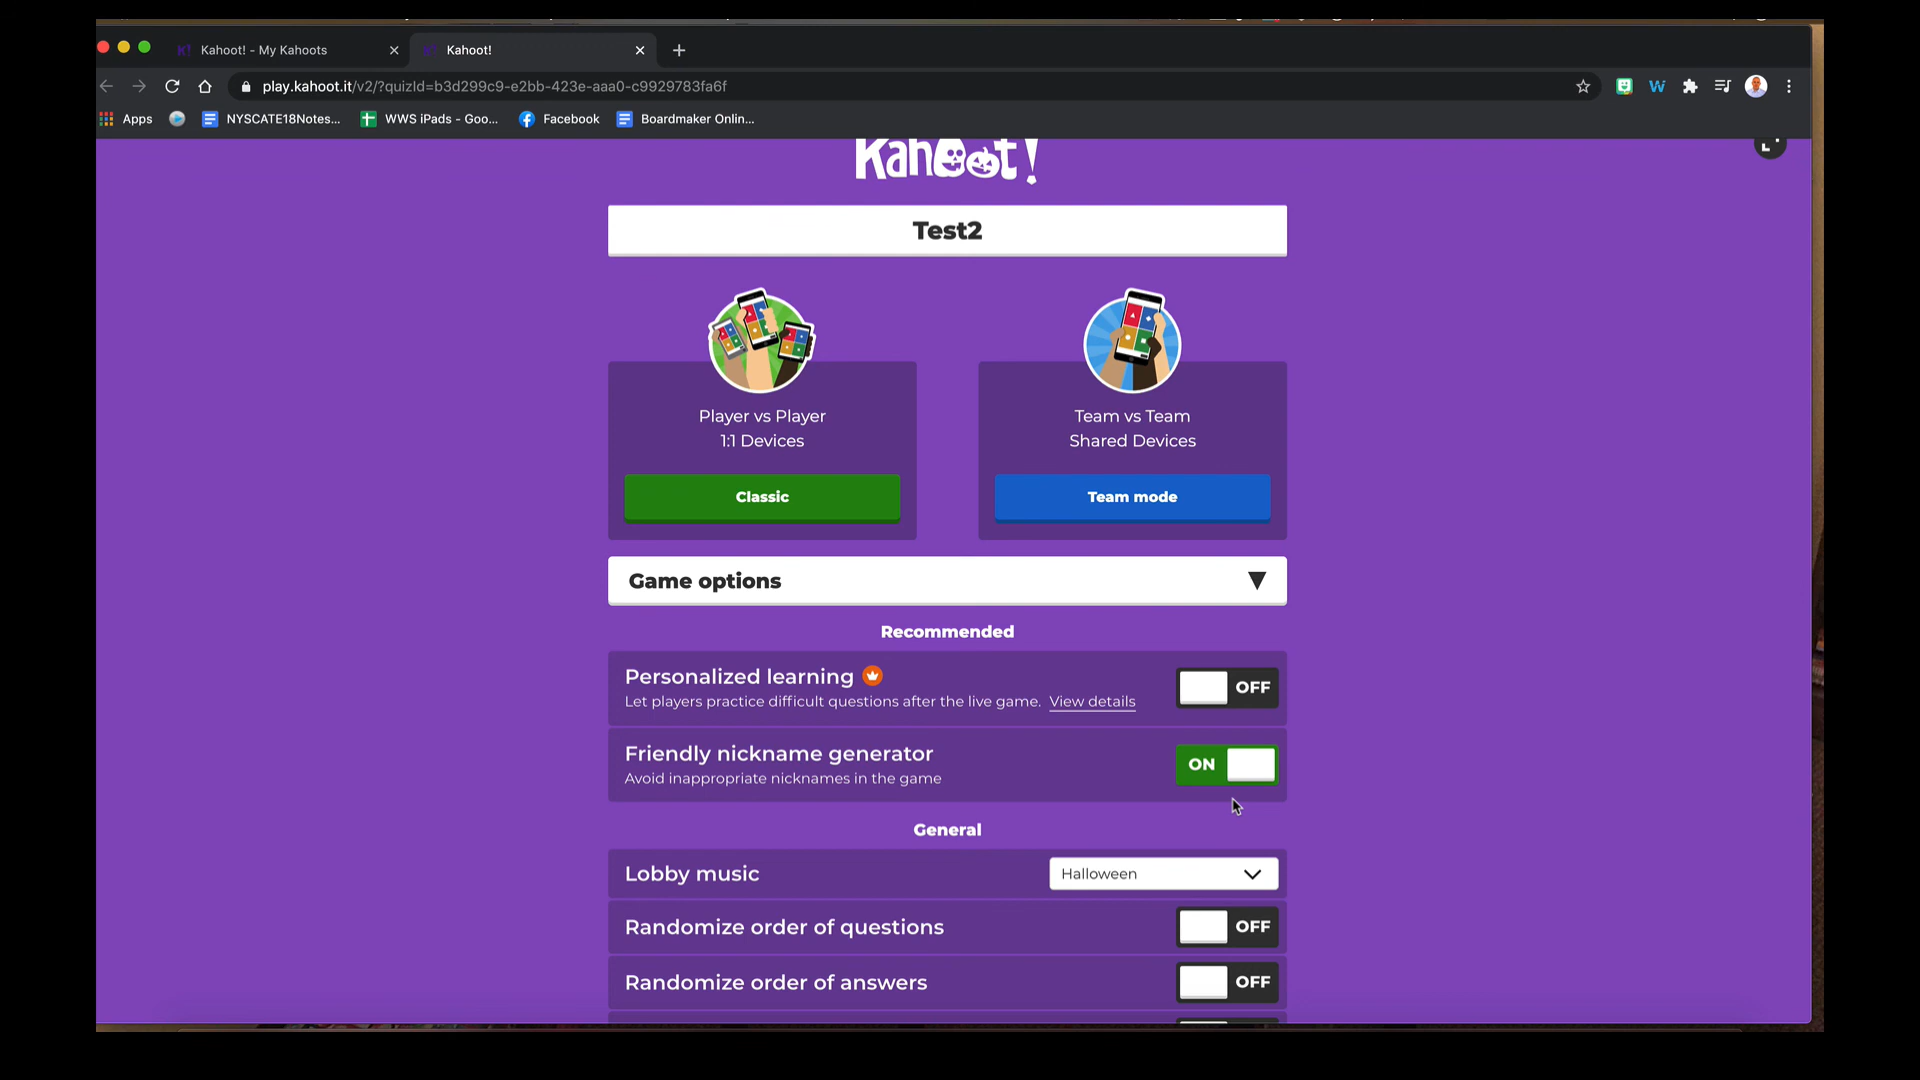 Kahoot! - My Kahoots
Kahoot!
play.kahoot.it/v2/?quizId=b3d299c9-e2bb-423e-aaa0-c9929783fa6f
Apps
NYSCATE18Notes...
WWS iPads - Goo...
Facebook
Boardmaker Onlin...
Kahoot!
Test2
Player vs Player
1:1 Devices
Classic
Team vs Team
Shared Devices
Team mode
Game options
Recommended
Personalized learning
Let players practice difficult questions after the live game. View details
OFF
Friendly nickname generator
Avoid inappropriate nicknames in the game
ON
General
Lobby music
Halloween
Randomize order of questions
OFF
Randomize order of answers
OFF